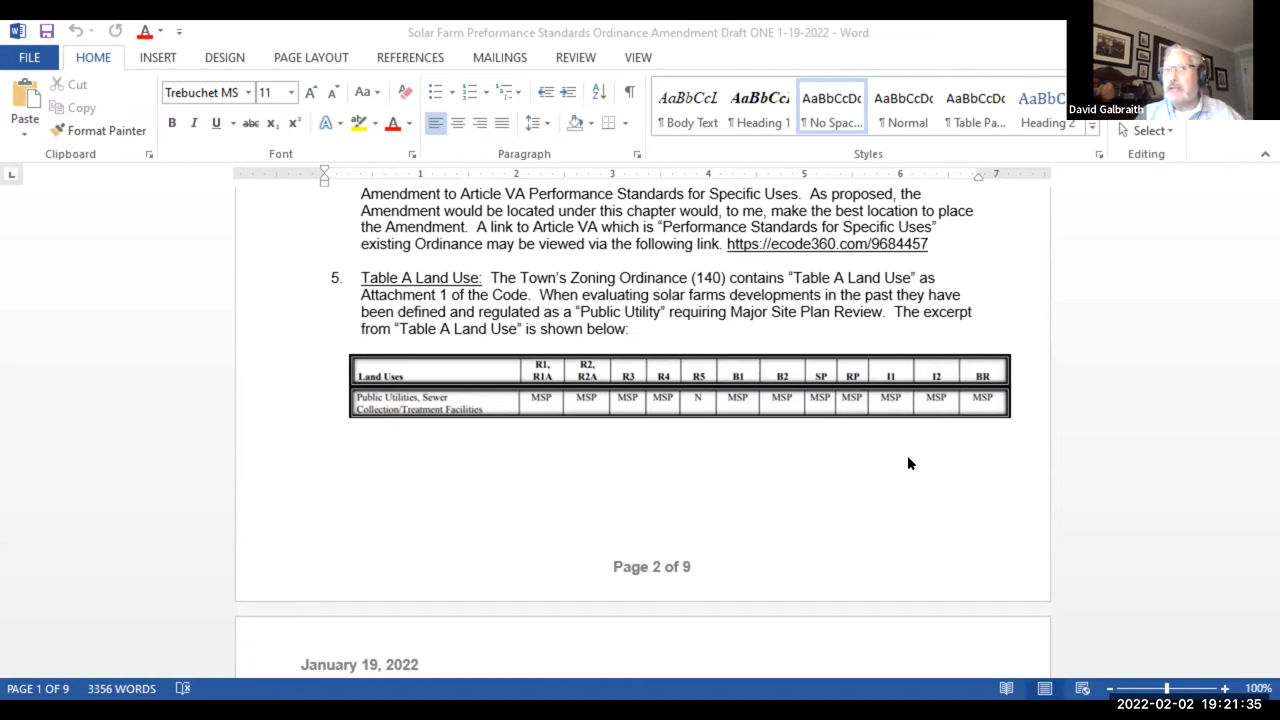 Solar Farm Preformance Standards Ordinance Amendment Draft ONE 1-19-2022 - Word
FILE HOME INSERT DESIGN PAGE LAYOUT REFERENCES MAILINGS REVIEW VIEW
David Galbraith
Paste
Cut
Copy
Format Painter
Clipboard
Trebuchet MS 11
Font
Paragraph
AaBbCcL AaBbCcI AaBbCcDc AaBbCcDc AaBbCcDc AaBbC
¶ Body Text ¶ Heading 1 ¶ No Spac... ¶ Normal ¶ Table Pa... Heading 2
Styles
Select
Editing
1 2 3 4 5 6 7
Amendment to Article VA Performance Standards for Specific Uses. As proposed, the
Amendment would be located under this chapter would, to me, make the best location to place
the Amendment. A link to Article VA which is “Performance Standards for Specific Uses”
existing Ordinance may be viewed via the following link. https://ecode360.com/9684457
5. Table A Land Use: The Town’s Zoning Ordinance (140) contains “Table A Land Use” as
Attachment 1 of the Code. When evaluating solar farms developments in the past they have
been defined and regulated as a “Public Utility” requiring Major Site Plan Review. The excerpt
from “Table A Land Use” is shown below:
Land Uses R1, R1A R2, R2A R3 R4 R5 B1 B2 SP RP I1 I2 BR
Public Utilities, Sewer Collection/Treatment Facilities MSP MSP MSP MSP N MSP MSP MSP MSP MSP MSP MSP
Page 2 of 9
January 19, 2022
PAGE 1 OF 9 3356 WORDS 100%
2022-02-02 19:21:35